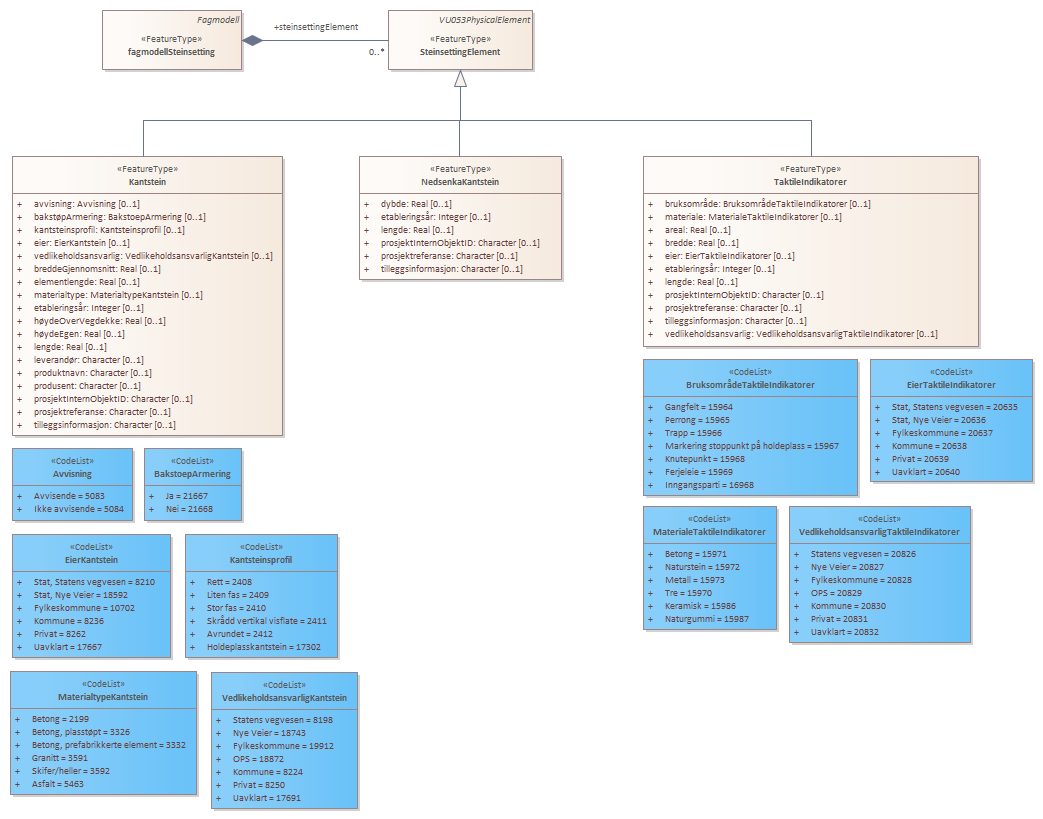 Fagmodell
«FeatureType»
fagmodellSteinsetting
+steinsettingElement
0..*
VU053PhysicalElement
«FeatureType»
SteinsettingElement
«FeatureType»
Kantstein
+ avvisning: Avvisning [0..1]
+ bakstøpArmering: BakstoepArmering [0..1]
+ kantsteinsprofil: Kantsteinsprofil [0..1]
+ eier: EierKantstein [0..1]
+ vedlikeholdsansvarlig: VedlikeholdsansvarligKantstein [0..1]
+ breddeGjennomsnitt: Real [0..1]
+ elementlengde: Real [0..1]
+ materialtype: MaterialtypeKantstein [0..1]
+ etableringsår: Integer [0..1]
+ høydeOverVegdekke: Real [0..1]
+ høydeEgen: Real [0..1]
+ lengde: Real [0..1]
+ leverandør: Character [0..1]
+ produktnavn: Character [0..1]
+ produsent: Character [0..1]
+ prosjektInternObjektID: Character [0..1]
+ prosjektreferanse: Character [0..1]
+ tilleggsinformasjon: Character [0..1]
«FeatureType»
NedsenkaKantstein
+ dybde: Real [0..1]
+ etableringsår: Integer [0..1]
+ lengde: Real [0..1]
+ prosjektInternObjektID: Character [0..1]
+ prosjektreferanse: Character [0..1]
+ tilleggsinformasjon: Character [0..1]
«FeatureType»
TaktileIndikatorer
+ bruksområde: BruksområdeTaktileIndikatorer [0..1]
+ materiale: MaterialeTaktileIndikatorer [0..1]
+ areal: Real [0..1]
+ bredde: Real [0..1]
+ eier: EierTaktileIndikatorer [0..1]
+ etableringsår: Integer [0..1]
+ lengde: Real [0..1]
+ prosjektInternObjektID: Character [0..1]
+ prosjektreferanse: Character [0..1]
+ tilleggsinformasjon: Character [0..1]
+ vedlikeholdsansvarlig: VedlikeholdsansvarligTaktileIndikatorer [0..1]
«CodeList»
Avvisning
+ Avvisende = 5083
+ Ikke avvisende = 5084
«CodeList»
BakstoepArmering
+ Ja = 21667
+ Nei = 21668
«CodeList»
EierKantstein
+ Stat, Statens vegvesen = 8210
+ Stat, Nye Veier = 18592
+ Fylkeskommune = 10702
+ Kommune = 8236
+ Privat = 8262
+ Uavklart = 17667
«CodeList»
Kantsteinsprofil
+ Rett = 2408
+ Liten fas = 2409
+ Stor fas = 2410
+ Skrådd vertikal visflate = 2411
+ Avrundet = 2412
+ Holdeplasskantstein = 17302
«CodeList»
MaterialtypeKantstein
+ Betong = 2199
+ Betong, plasstøpt = 3326
+ Betong, prefabrikkerte element = 3332
+ Granitt = 3591
+ Skifer/heller = 3592
+ Asfalt = 5463
«CodeList»
VedlikeholdsansvarligKantstein
+ Statens vegvesen = 8198
+ Nye Veier = 18743
+ Fylkeskommune = 19912
+ OPS = 18872
+ Kommune = 8224
+ Privat = 8250
+ Uavklart = 17691
«CodeList»
BruksområdeTaktileIndikatorer
+ Gangfelt = 15964
+ Perrong = 15965
+ Trapp = 15966
+ Markering stoppunkt på holdeplass = 15967
+ Knutepunkt = 15968
+ Ferjeleie = 15969
+ Inngangsparti = 16968
«CodeList»
EierTaktileIndikatorer
+ Stat, Statens vegvesen = 20635
+ Stat, Nye Veier = 20636
+ Fylkeskommune = 20637
+ Kommune = 20638
+ Privat = 20639
+ Uavklart = 20640
«CodeList»
MaterialeTaktileIndikatorer
+ Betong = 15971
+ Naturstein = 15972
+ Metall = 15973
+ Tre = 15970
+ Keramisk = 15986
+ Naturgummi = 15987
«CodeList»
VedlikeholdsansvarligTaktileIndikatorer
+ Statens vegvesen = 20826
+ Nye Veier = 20827
+ Fylkeskommune = 20828
+ OPS = 20829
+ Kommune = 20830
+ Privat = 20831
+ Uavklart = 20832